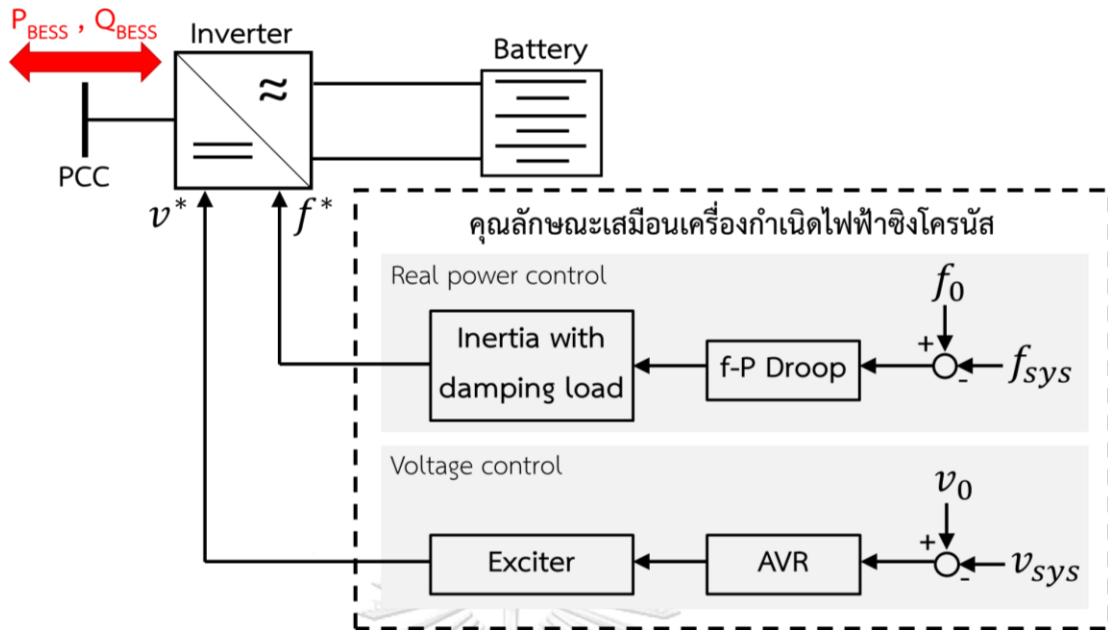 P_BESS , Q_BESS
Inverter
Battery
≈
PCC
v*
f*
คุณลักษณะเสมือนเครื่องกำเนิดไฟฟ้าซิงโครนัส
Real power control
f_0
Inertia with
damping load
f-P Droop
+
-
f_sys
Voltage control
v_0
Exciter
AVR
+
-
v_sys